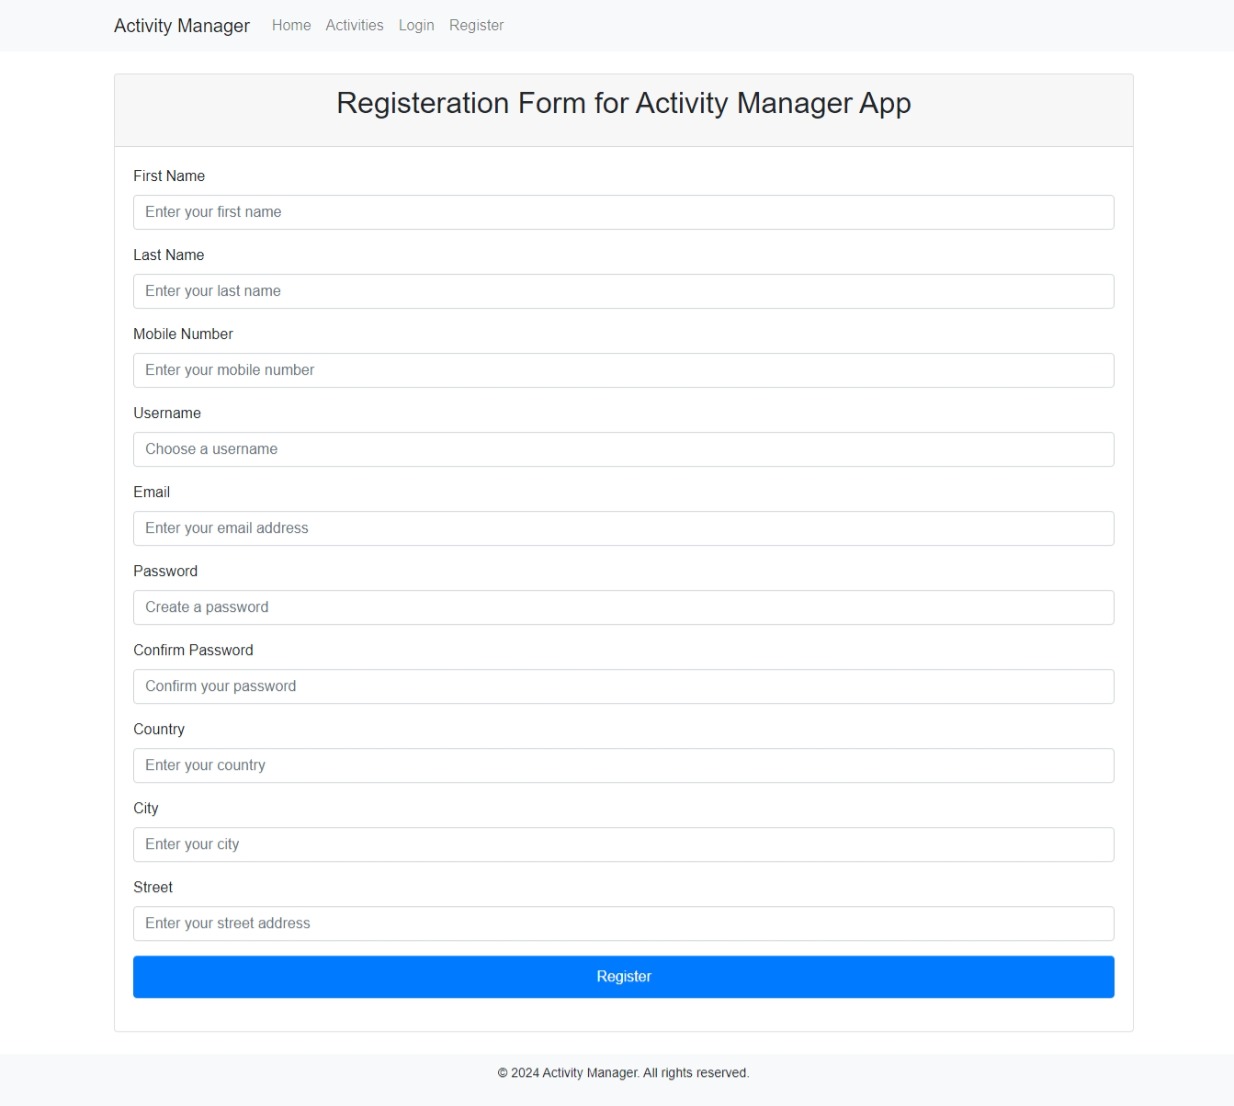 Activity Manager Home Activities Login Register
Registeration Form for Activity Manager App
First Name
Enter your first name
Last Name
Enter your last name
Mobile Number
Enter your mobile number
Username
Choose a username
Email
Enter your email address
Password
Create a password
Confirm Password
Confirm your password
Country
Enter your country
City
Enter your city
Street
Enter your street address
Register
© 2024 Activity Manager. All rights reserved.